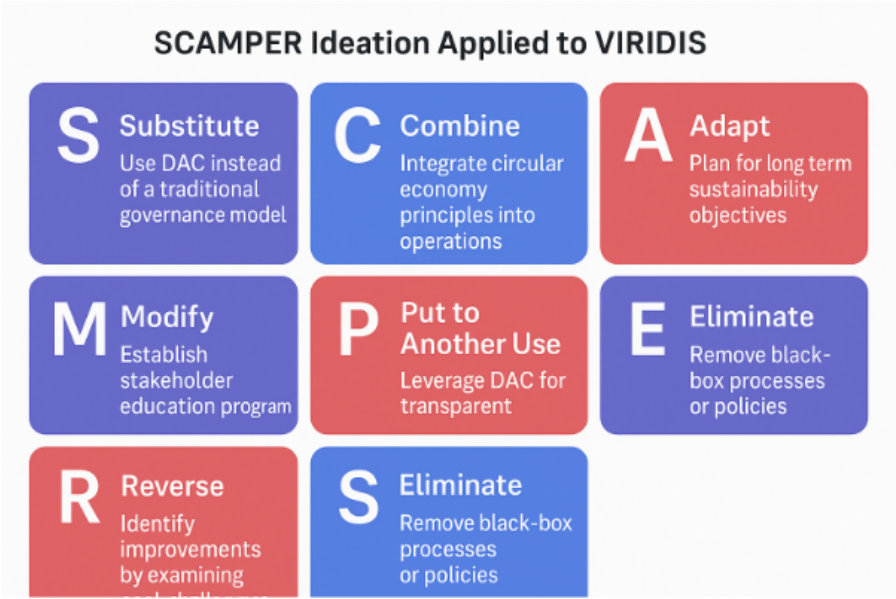 SCAMPER Ideation Applied to VIRIDIS
S
Substitute
Use DAC instead
of a traditional
governance model
C
Combine
Integrate circular
economy
principles into
operations
A
Adapt
Plan for long term
sustainability
objectives
M
Modify
Establish
stakeholder
education program
P
Put to
Another Use
Leverage DAC for
transparent
E
Eliminate
Remove black-
box processes
or policies
R
Reverse
Identify
improvements
by examining
S
Eliminate
Remove black-box
processes
or policies